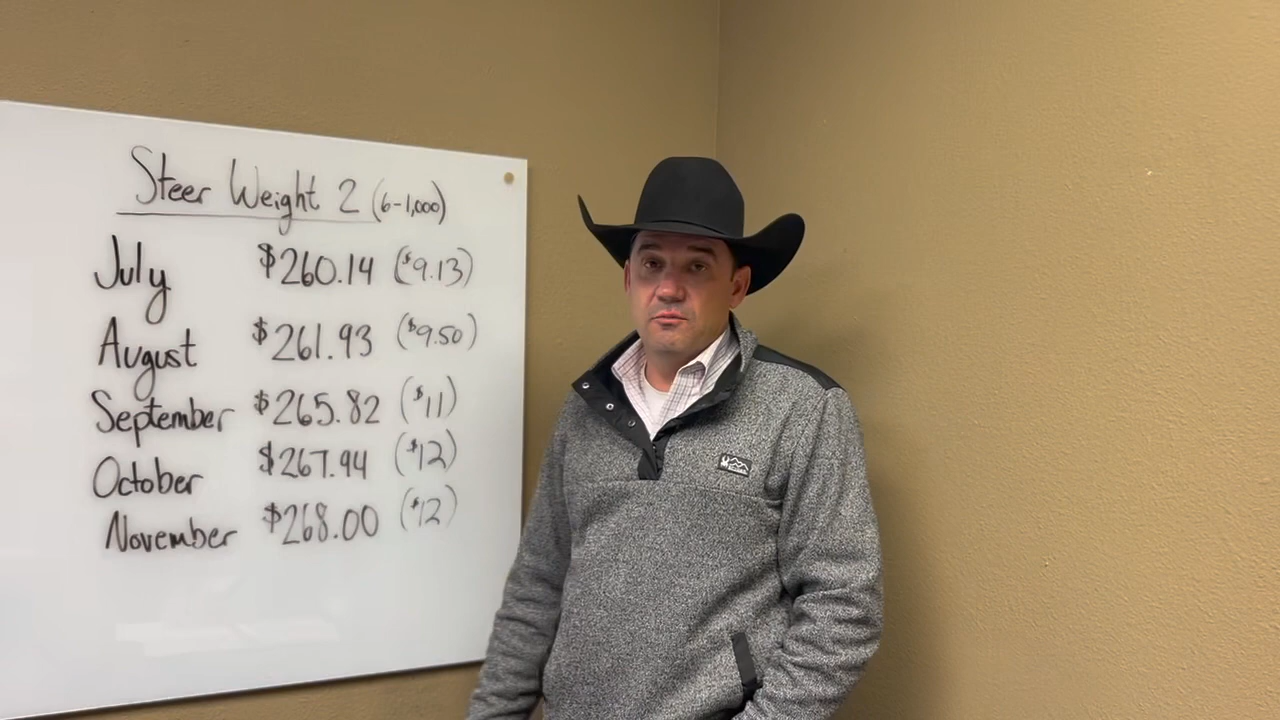 Steer Weight 2 (6-1,000)
July $260.14 ($9.13)
August $261.93 ($9.50)
September $265.82 ($11)
October $267.94 ($12)
November $268.00 ($12)